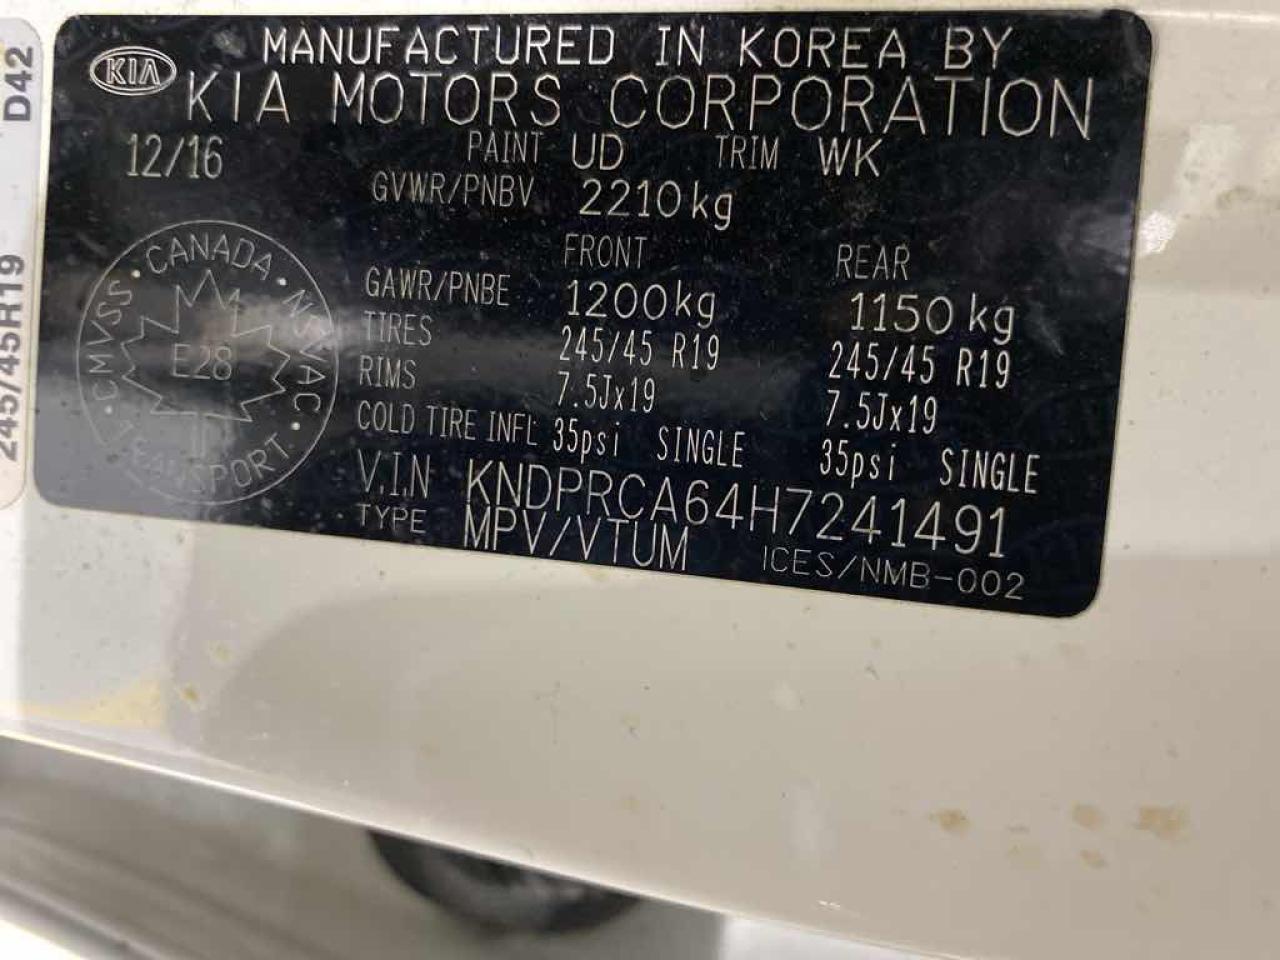 D42
245/45R19
KIA
MANUFACTURED IN KOREA BY
KIA MOTORS CORPORATION
12/16 PAINT UD TRIM WK
GVWR/PNBV 2210kg
FRONT REAR
GAWR/PNBE 1200kg 1150kg
TIRES 245/45 R19 245/45 R19
RIMS 7.5Jx19 7.5Jx19
COLD TIRE INFL 35psi SINGLE 35psi SINGLE
V.I.N KNDPRCA64H7241491
TYPE MPV/VTUM ICES/NMB-002
CANADA
CMVSS NSVAC
E28
TRANSPORT